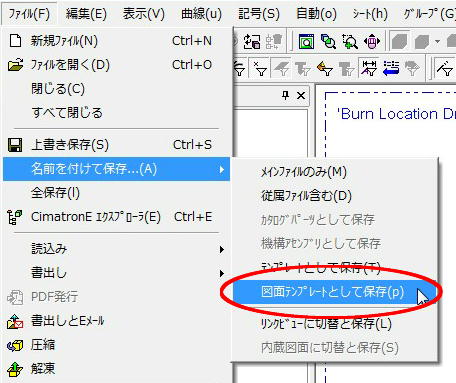 ﾌｧｲﾙ(F) 編集(E) 表示(V) 曲線(u) 記号(S) 自動(o) ｼｰﾄ(h) ｸﾞﾙｰﾌﾟ(G)
新規ファイル(N) Ctrl+N
ファイルを開く(D) Ctrl+O
閉じる(C)
すべて閉じる
'Burn Location Dr
上書き保存(S) Ctrl+S
名前を付けて保存...(A)
全保存(I)
CimatronE ｴｸｽﾌﾟﾛｰﾗ(E) Ctrl+E
読込み
書出し
PDF発行
書出しとEﾒｰﾙ
圧縮
解凍
ﾒｲﾝﾌｧｲﾙのみ(M)
従属ﾌｧｲﾙ含む(D)
ｶﾀﾛｸﾞﾊﾟｰﾂとして保存
機構ｱｾﾝﾌﾞﾘとして保存
ﾃﾝﾌﾟﾚｰﾄとして保存(T)
図面ﾃﾝﾌﾟﾚｰﾄとして保存(p)
ﾘﾝｸﾋﾞｭｰに切替と保存(L)
内蔵図面に切替と保存(S)